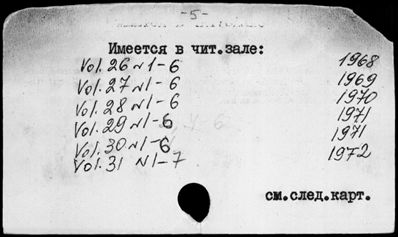 -5-
Имеется в чит.зале:
Vol. 26 №1-6 1968
Vol. 27 №1-6 1969
Vol. 28 №1-6 1970
Vol. 29 №1-6 1971
Vol. 30 №1-6 1971
Vol. 31 №1-7 1972
см.след.карт.